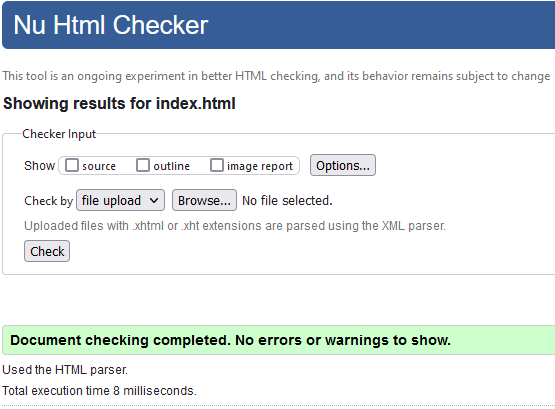 Nu Html Checker
This tool is an ongoing experiment in better HTML checking, and its behavior remains subject to change
Showing results for index.html
Checker Input
Show source outline image report Options...
Check by file upload Browse... No file selected.
Uploaded files with .xhtml or .xht extensions are parsed using the XML parser.
Check
Document checking completed. No errors or warnings to show.
Used the HTML parser.
Total execution time 8 milliseconds.